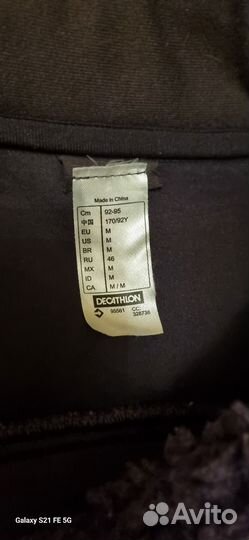 Made in China
Cm 92-95
中国 170/92Y
EU M
US M
BR M
RU 46
MX M
ID M
CA M / M
DECATHLON
95561 CC: 328738
Galaxy S21 FE 5G
Avito